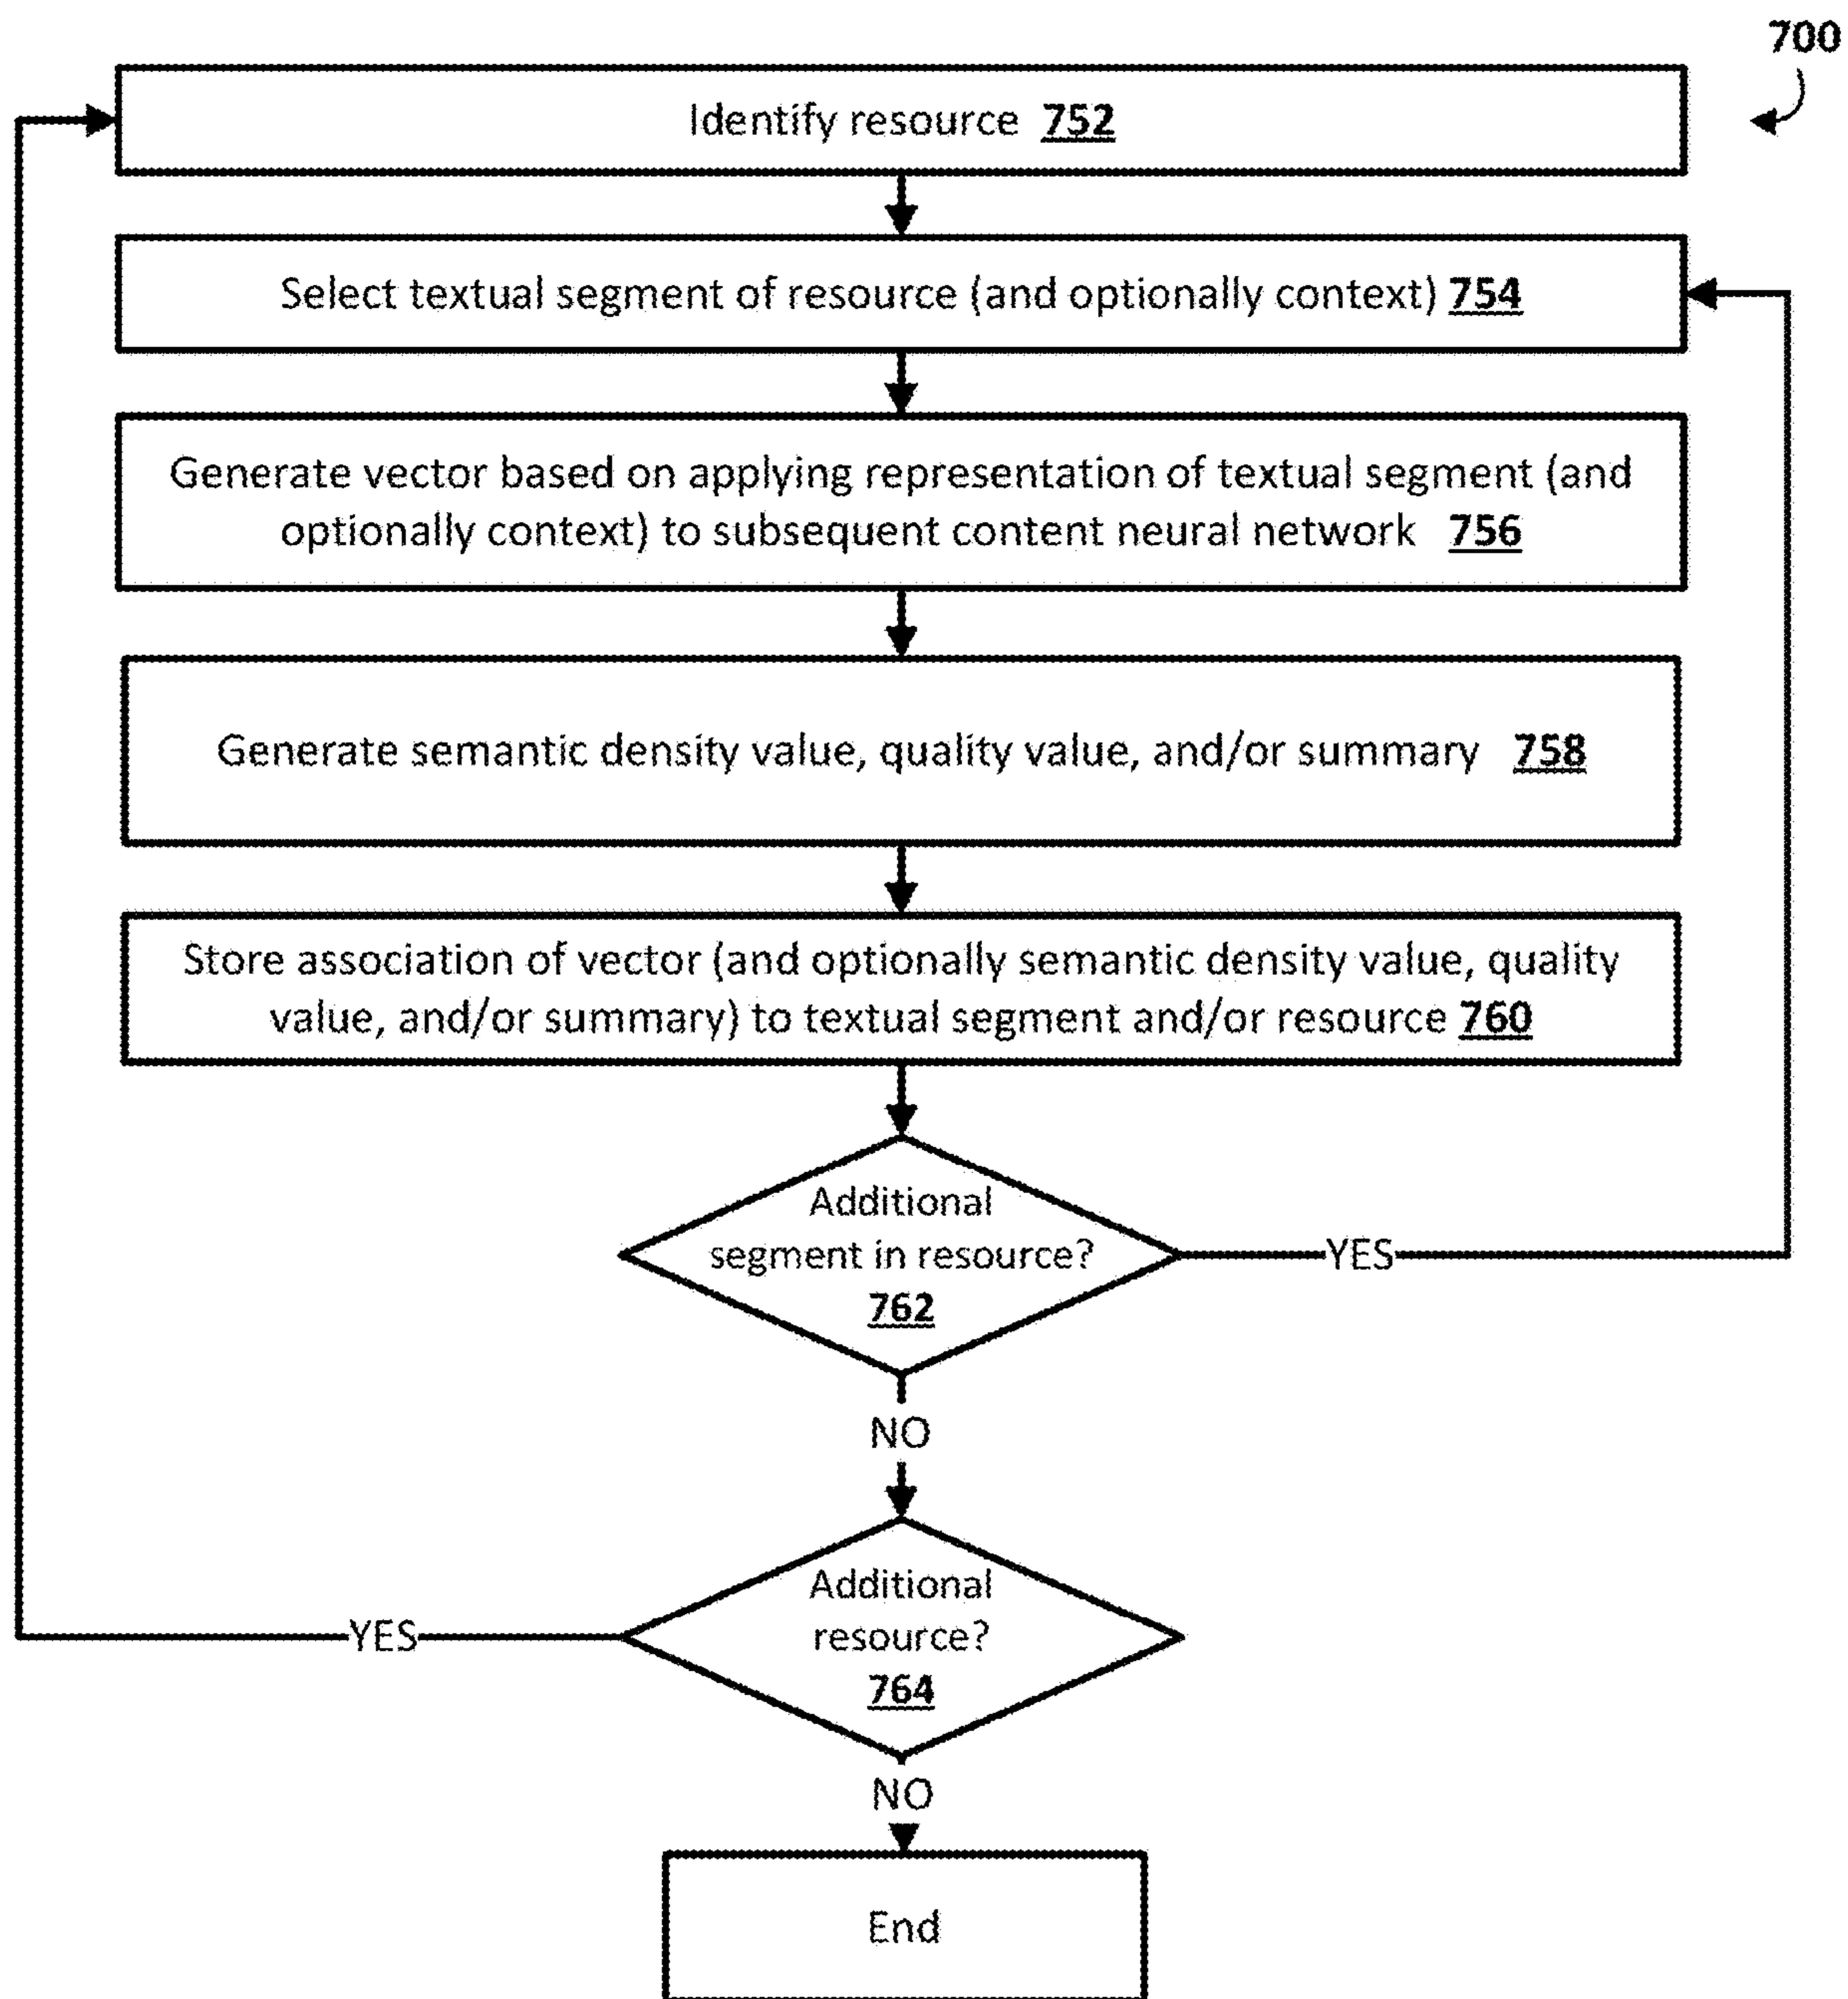 700
Identify resource 752
Select textual segment of resource (and optionally context) 754
Generate vector based on applying representation of textual segment (and
optionally context) to subsequent content neural network 756
Generate semantic density value, quality value, and/or summary 758
Store association of vector (and optionally semantic density value, quality
value, and/or summary) to textual segment and/or resource 760
Additional
segment in resource?
762
YES
NO
Additional
resource?
764
YES
NO
End